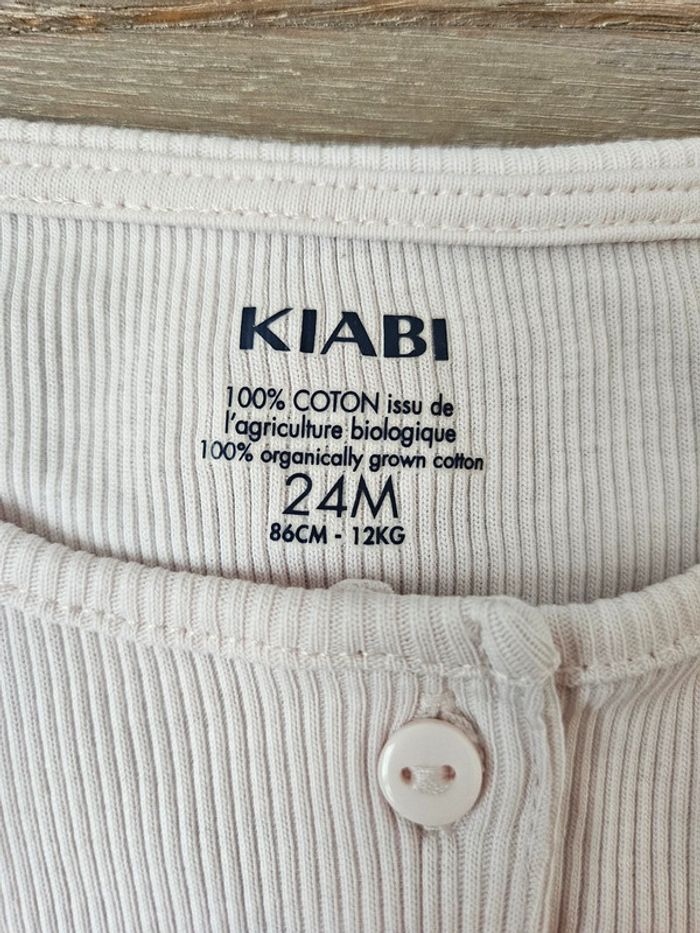 KIABI
100% COTON issu de
l'agriculture biologique
100% organically grown cotton
24M
86CM - 12KG